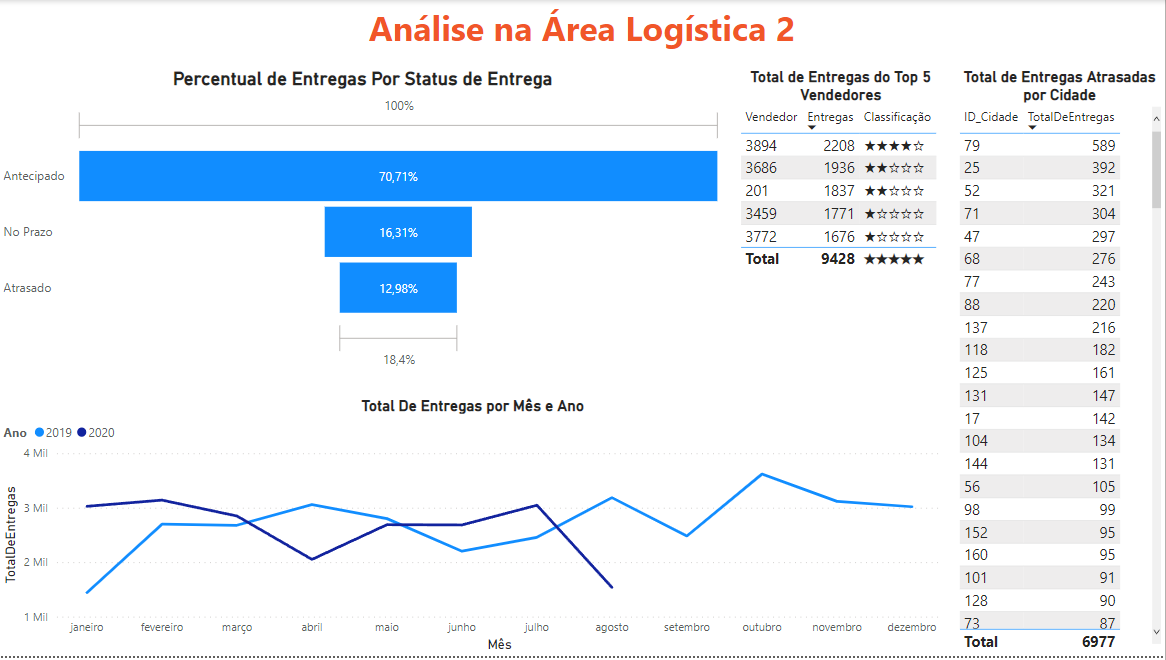 Análise na Área Logística 2
Percentual de Entregas Por Status de Entrega
100%
Antecipado 70,71%
No Prazo 16,31%
Atrasado 12,98%
18,4%
Total de Entregas do Top 5
Vendedores
Vendedor Entregas Classificação
3894 2208 ★★★★☆
3686 1936 ★★☆☆☆
201 1837 ★★☆☆☆
3459 1771 ★☆☆☆☆
3772 1676 ★☆☆☆☆
Total 9428 ★★★★★
Total de Entregas Atrasadas
por Cidade
ID_Cidade TotalDeEntregas
79 589
25 392
52 321
71 304
47 297
68 276
77 243
88 220
137 216
118 182
125 161
131 147
17 142
104 134
144 131
56 105
98 99
152 95
160 95
101 91
128 90
73 87
Total 6977
Total De Entregas por Mês e Ano
Ano 2019 2020
TotalDeEntregas
4 Mil
3 Mil
2 Mil
1 Mil
janeiro fevereiro março abril maio junho julho agosto setembro outubro novembro dezembro
Mês